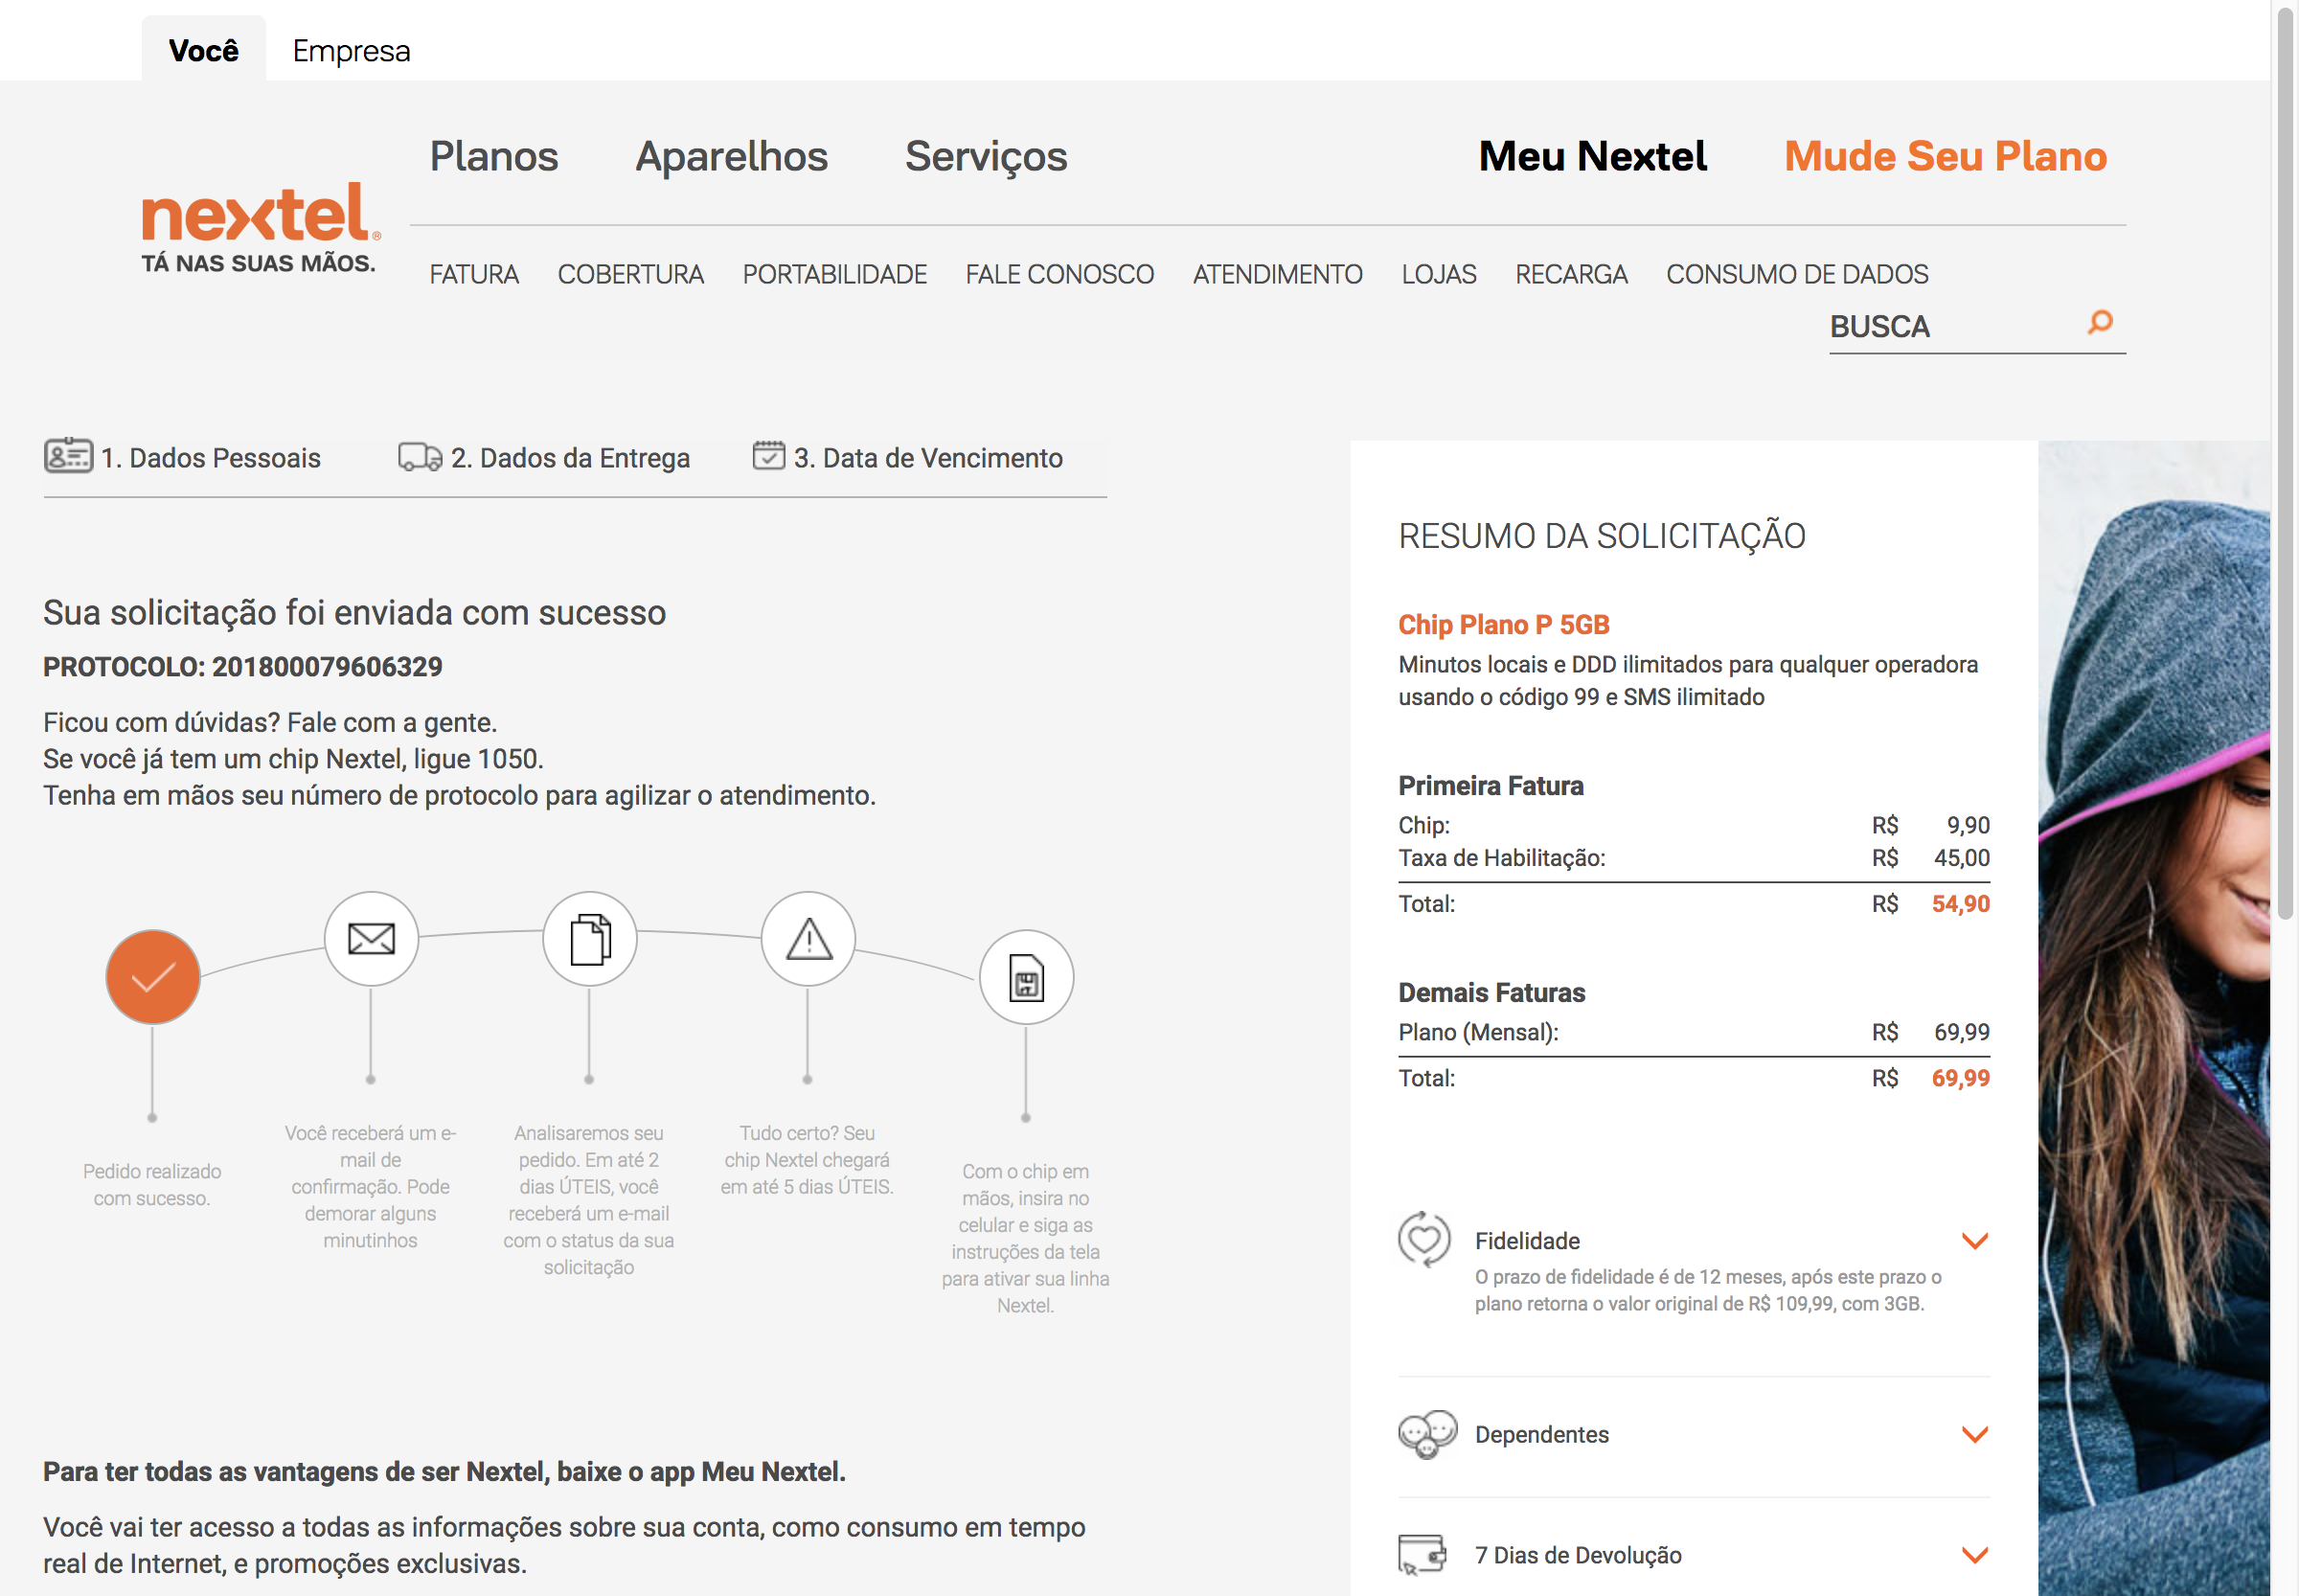 Você
Empresa
Planos
Aparelhos
Serviços
Meu Nextel
Mude Seu Plano
nextel®
TÁ NAS SUAS MÃOS.
FATURA
COBERTURA
PORTABILIDADE
FALE CONOSCO
ATENDIMENTO
LOJAS
RECARGA
CONSUMO DE DADOS
BUSCA
1. Dados Pessoais
2. Dados da Entrega
3. Data de Vencimento
Sua solicitação foi enviada com sucesso
PROTOCOLO: 201800079606329
Ficou com dúvidas? Fale com a gente.
Se você já tem um chip Nextel, ligue 1050.
Tenha em mãos seu número de protocolo para agilizar o atendimento.
Pedido realizado
com sucesso.
Você receberá um e-
mail de
confirmação. Pode
demorar alguns
minutinhos
Analisaremos seu
pedido. Em até 2
dias ÚTEIS, você
receberá um e-mail
com o status da sua
solicitação
Tudo certo? Seu
chip Nextel chegará
em até 5 dias ÚTEIS.
Com o chip em
mãos, insira no
celular e siga as
instruções da tela
para ativar sua linha
Nextel.
Para ter todas as vantagens de ser Nextel, baixe o app Meu Nextel.
Você vai ter acesso a todas as informações sobre sua conta, como consumo em tempo
real de Internet, e promoções exclusivas.
RESUMO DA SOLICITAÇÃO
Chip Plano P 5GB
Minutos locais e DDD ilimitados para qualquer operadora
usando o código 99 e SMS ilimitado
Primeira Fatura
Chip: R$ 9,90
Taxa de Habilitação: R$ 45,00
Total: R$ 54,90
Demais Faturas
Plano (Mensal): R$ 69,99
Total: R$ 69,99
Fidelidade
O prazo de fidelidade é de 12 meses, após este prazo o
plano retorna o valor original de R$ 109,99, com 3GB.
Dependentes
7 Dias de Devolução